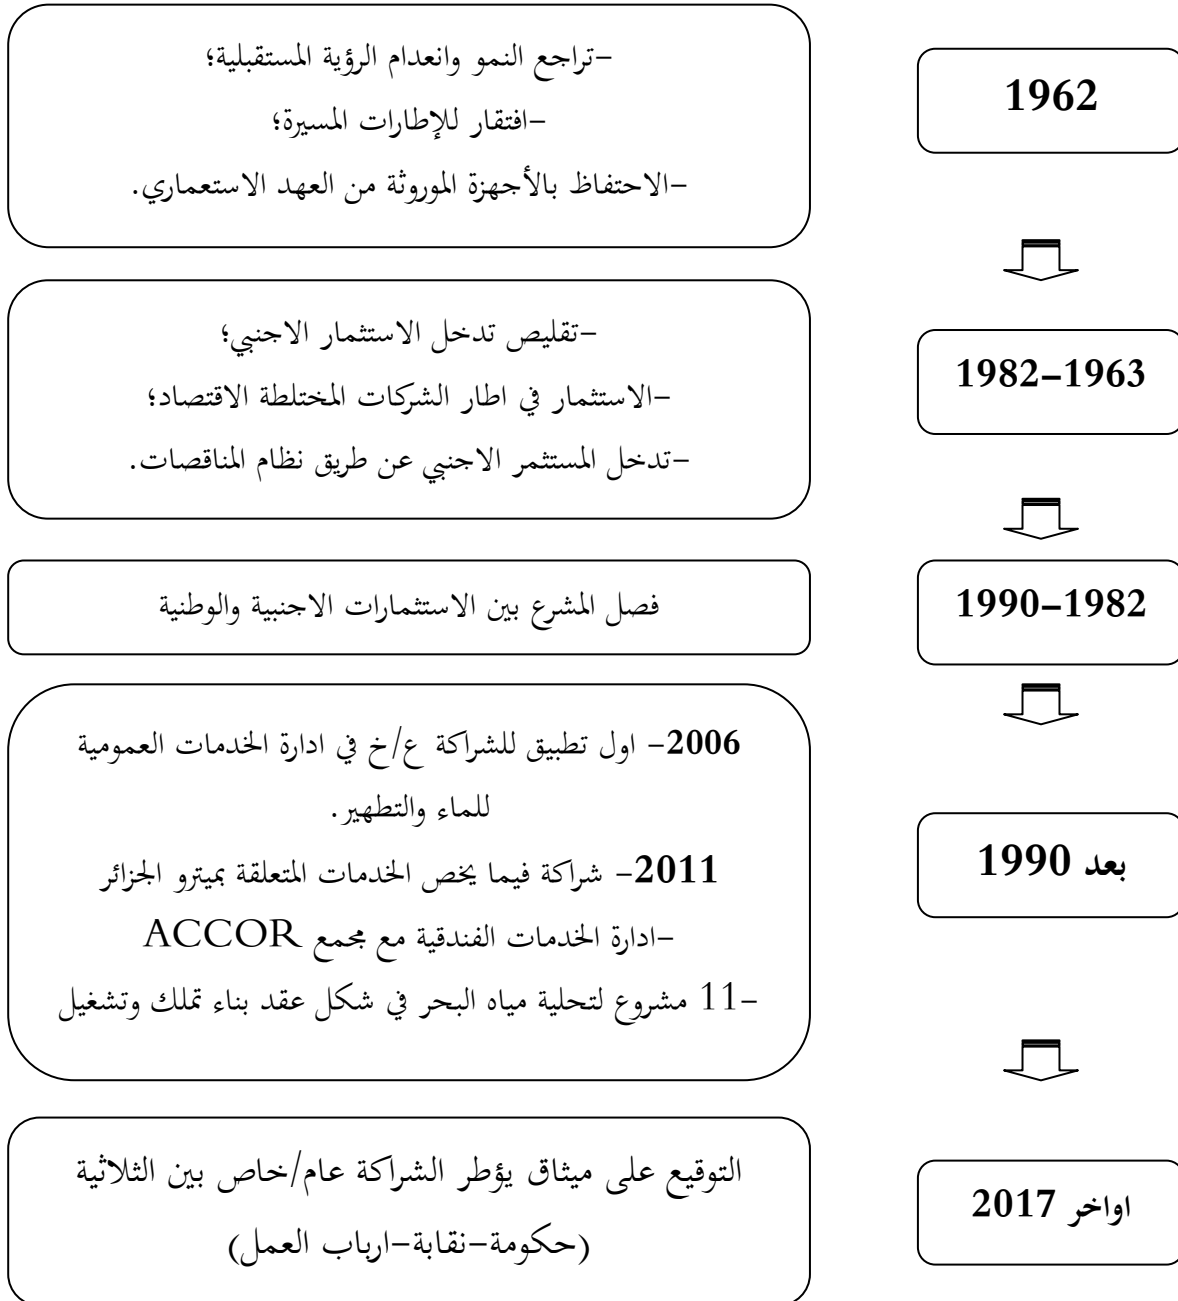 1962
–تراجع النمو وانعدام الرؤية المستقبلية؛
–افتقار للإطارات المسيرة؛
–الاحتفاظ بالأجهزة الموروثة من العهد الاستعماري.
1963–1982
–تقليص تدخل الاستثمار الاجنبي؛
–الاستثمار في اطار الشركات المختلطة الاقتصاد؛
–تدخل المستثمر الاجنبي عن طريق نظام المناقصات.
1982–1990
فصل المشرع بين الاستثمارات الاجنبية والوطنية
بعد 1990
2006– اول تطبيق للشراكة ع/خ في ادارة الخدمات العمومية
للماء والتطهير.
2011– شراكة فيما يخص الخدمات المتعلقة بميترو الجزائر
–ادارة الخدمات الفندقية مع مجمع ACCOR
–11 مشروع لتحلية مياه البحر في شكل عقد بناء تملك وتشغيل
اواخر 2017
التوقيع على ميثاق يؤطر الشراكة عام/خاص بين الثلاثية
(حكومة–نقابة–ارباب العمل)